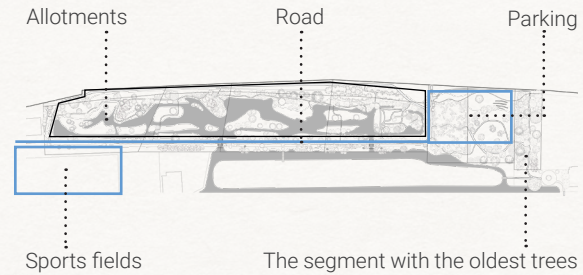 Allotments
Road
Parking
Sports fields
The segment with the oldest trees